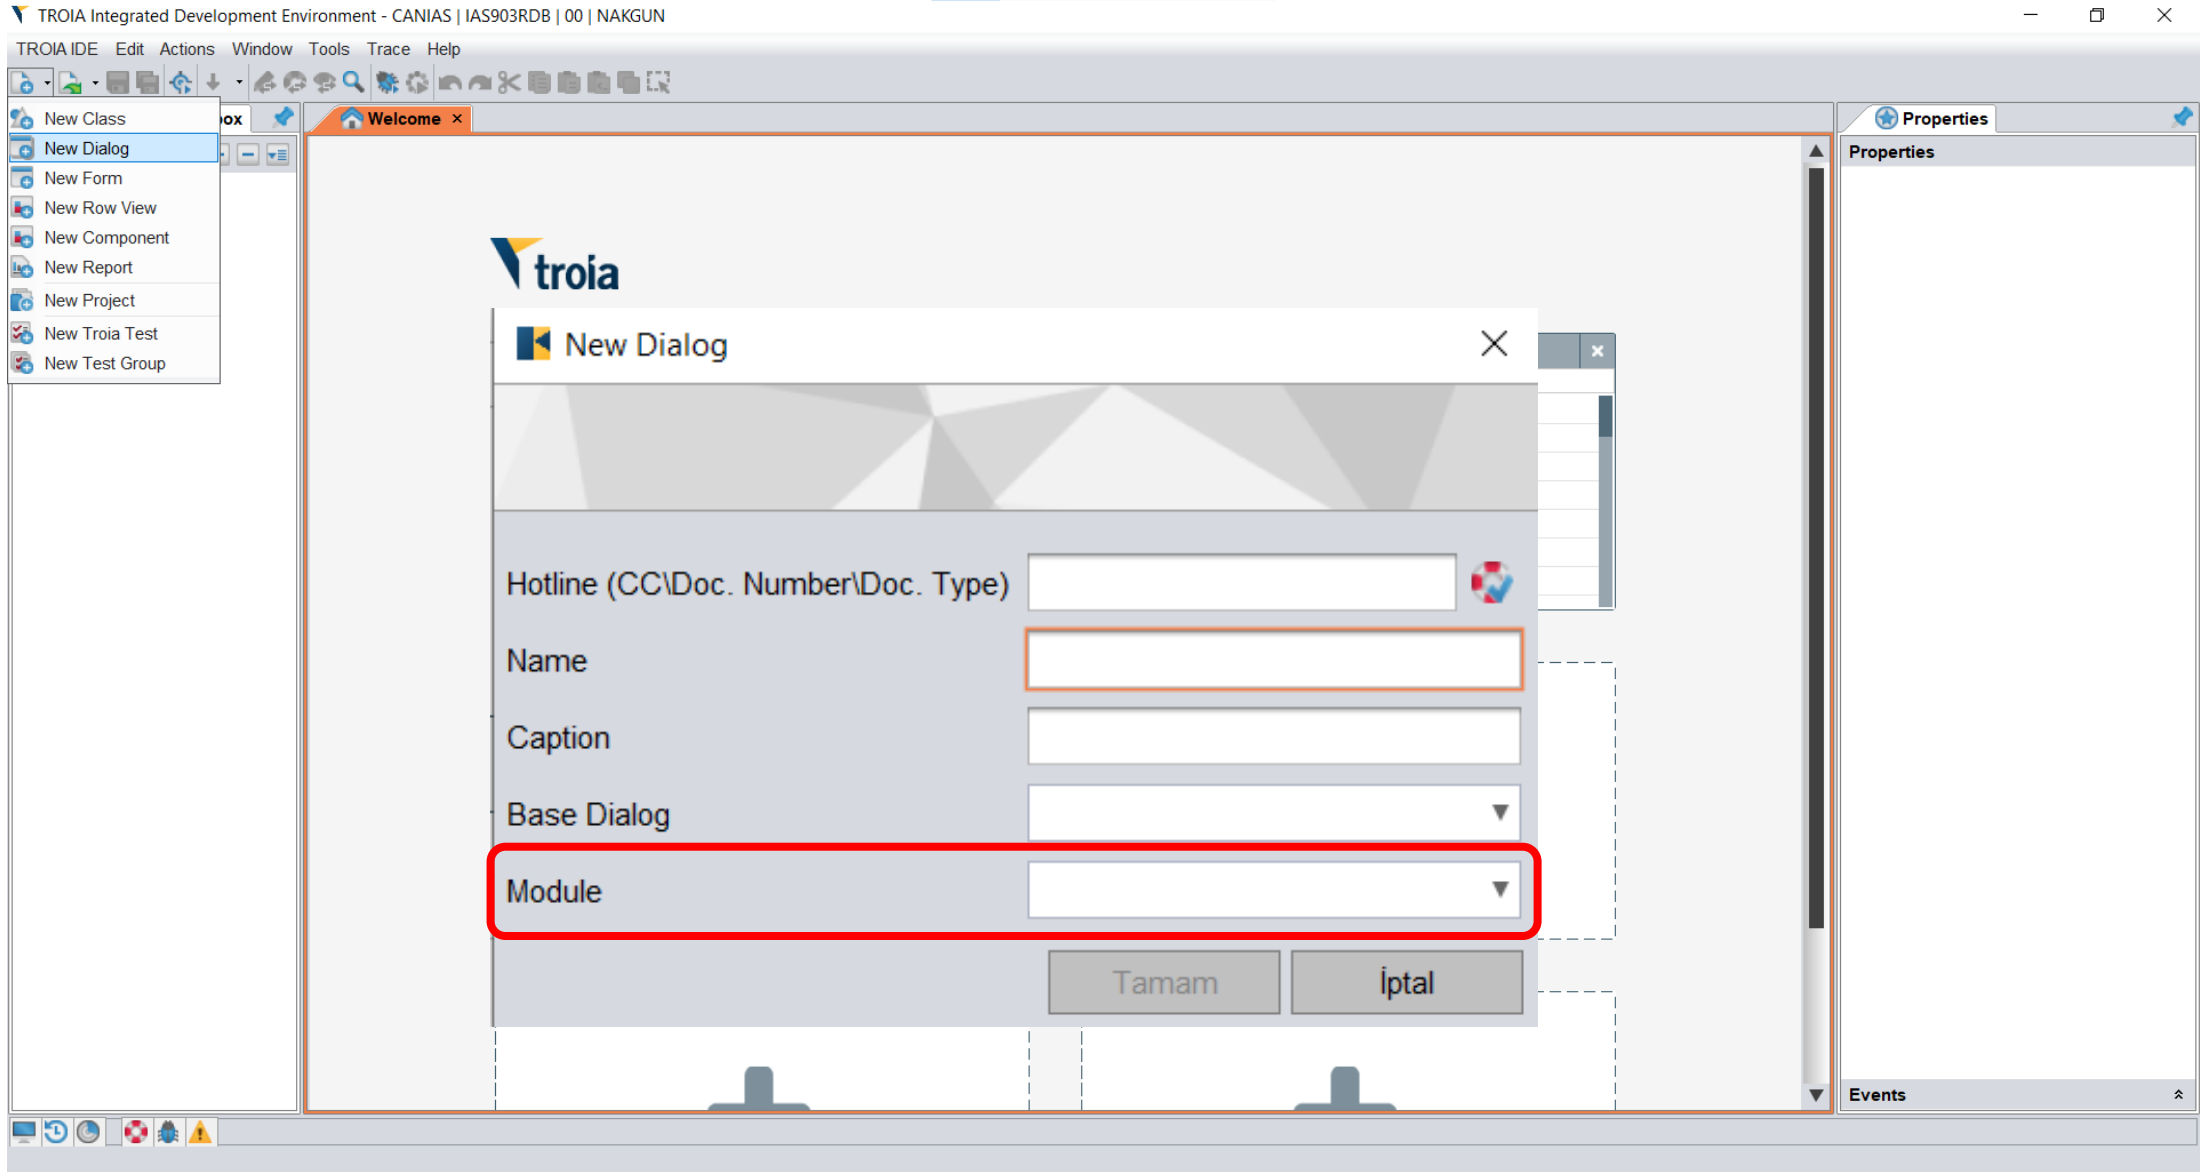 TROIA Integrated Development Environment - CANIAS | IAS903RDB | 00 | NAKGUN
TROIA IDE Edit Actions Window Tools Trace Help
New Class
New Dialog
New Form
New Row View
New Component
New Report
New Project
New Troia Test
New Test Group
box
Welcome
troia
New Dialog
Hotline (CC\Doc. Number\Doc. Type)
Name
Caption
Base Dialog
Module
Tamam
İptal
Properties
Properties
Events